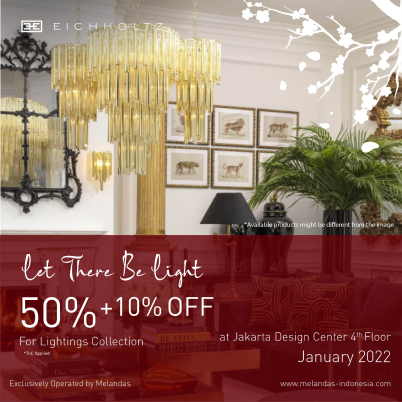 EICHHOLTZ
*Available products might be different from the image
Let There Be Light
50%+10% OFF
For Lightings Collection
*TnC Applied
at Jakarta Design Center 4th Floor
January 2022
Exclusively Operated by Melandas
www.melandas-indonesia.com